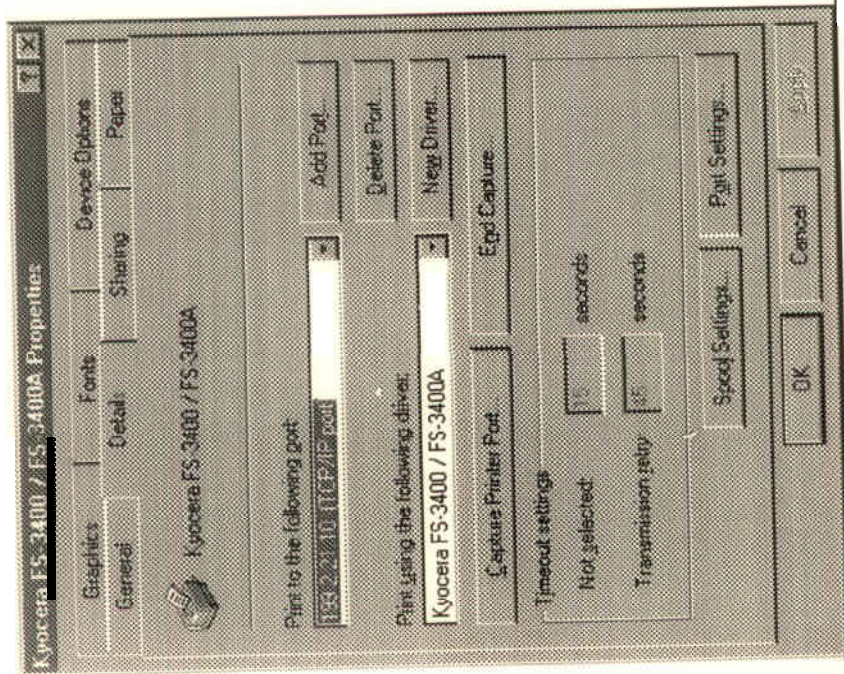 Kyocera FS-3400 / FS-3400A Properties
? ×
Graphics
Fonts
Device Options
General
Details
Sharing
Paper
Kyocera FS-3400 / FS-3400A
Print to the following port:
(TCP/IP port)
Add Port...
Delete Port...
Print using the following driver:
Kyocera FS-3400 / FS-3400A
New Driver...
Capture Printer Port...
End Capture...
Timeout settings
Not selected:
15
seconds
Transmission retry:
45
seconds
Spool Settings...
Port Settings...
OK
Cancel
Apply